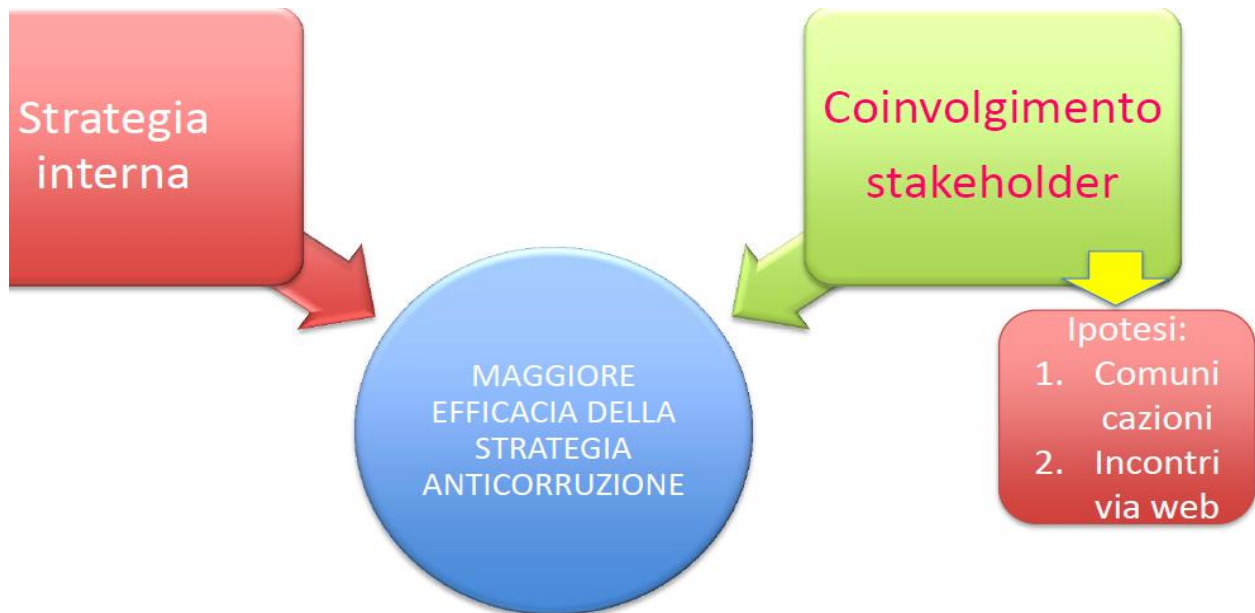 Strategia
interna
Coinvolgimento
stakeholder
MAGGIORE
EFFICACIA DELLA
STRATEGIA
ANTICORRUZIONE
Ipotesi:
1. Comuni
cazioni
2. Incontri
via web